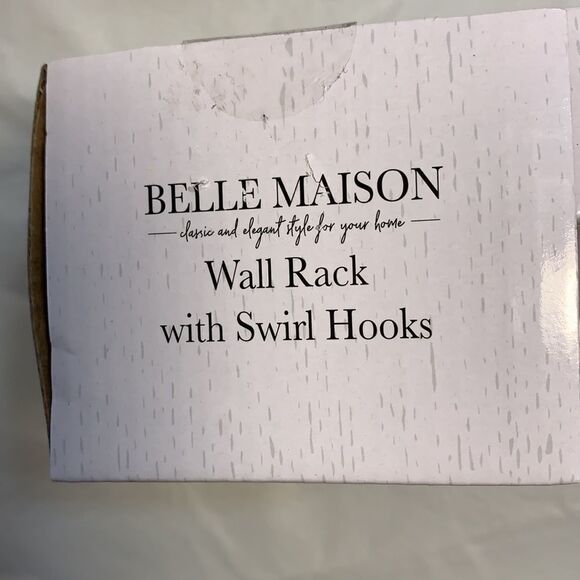 BELLE MAISON
classic and elegant style for your home
Wall Rack
with Swirl Hooks